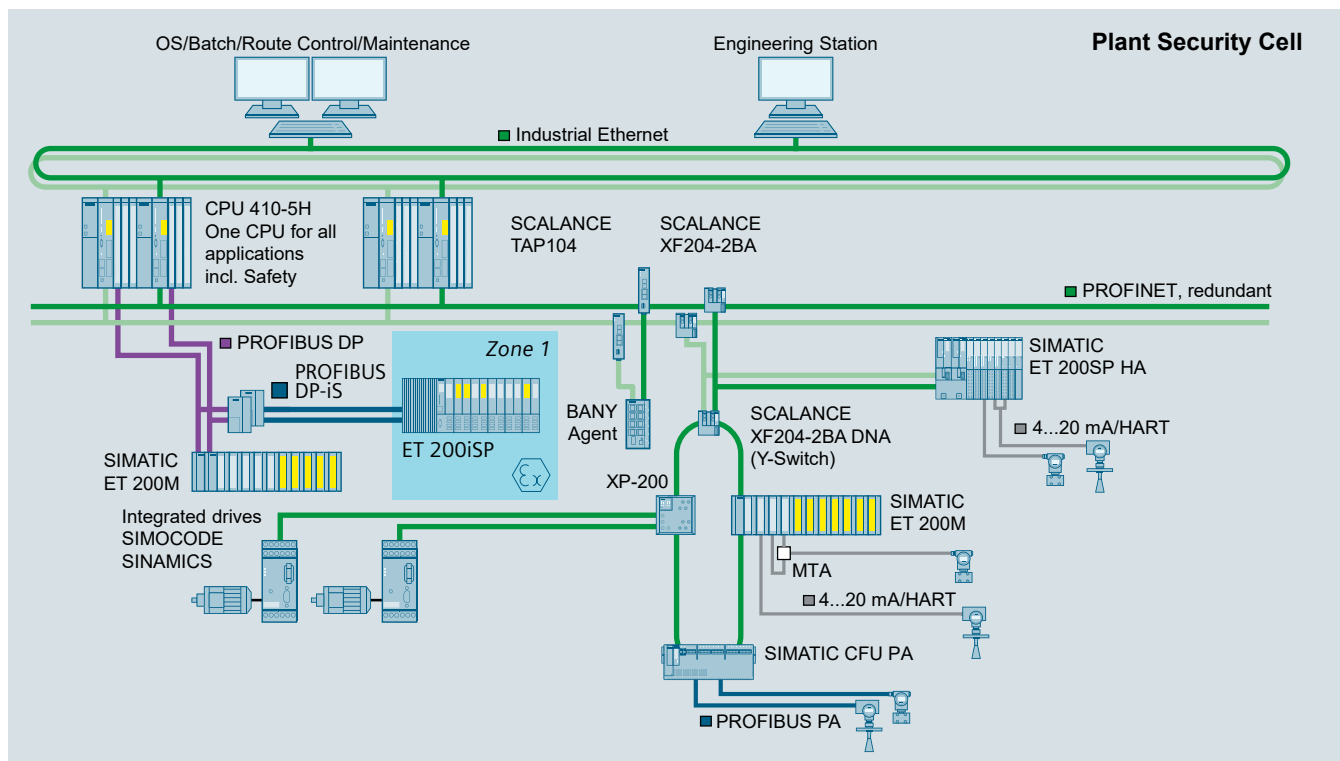 OS/Batch/Route Control/Maintenance
Engineering Station
Plant Security Cell
Industrial Ethernet
CPU 410-5H
One CPU for all
applications
incl. Safety
SCALANCE
TAP104
SCALANCE
XF204-2BA
PROFINET, redundant
PROFIBUS DP
PROFIBUS
DP-iS
Zone 1
ET 200iSP
Ex
SIMATIC
ET 200M
BANY
Agent
SCALANCE
XF204-2BA DNA
(Y-Switch)
SIMATIC
ET 200SP HA
4...20 mA/HART
XP-200
SIMATIC
ET 200M
Integrated drives
SIMOCODE
SINAMICS
MTA
4...20 mA/HART
SIMATIC CFU PA
PROFIBUS PA